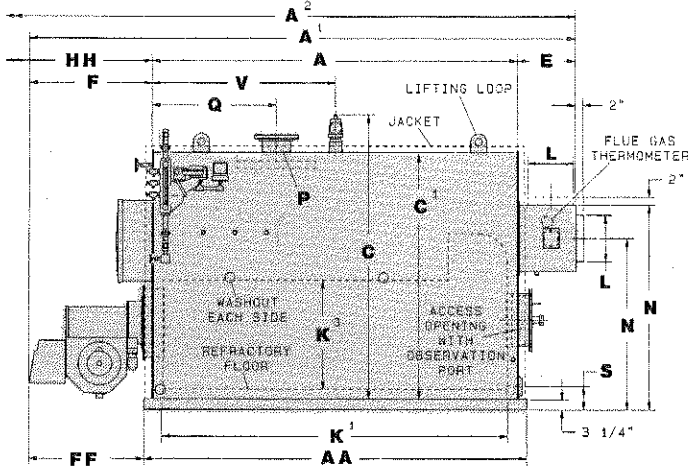 A²
A¹
HH A E
F V
Q LIFTING LOOP 2"
JACKET L
FLUE GAS
THERMOMETER
2"
P C¹
C
L
N N
WASHOUT
EACH SIDE
K³
ACCESS
OPENING
WITH
OBSERVATION
PORT
REFRACTORY
FLOOR
S
K¹ 3 1/4"
FF AA